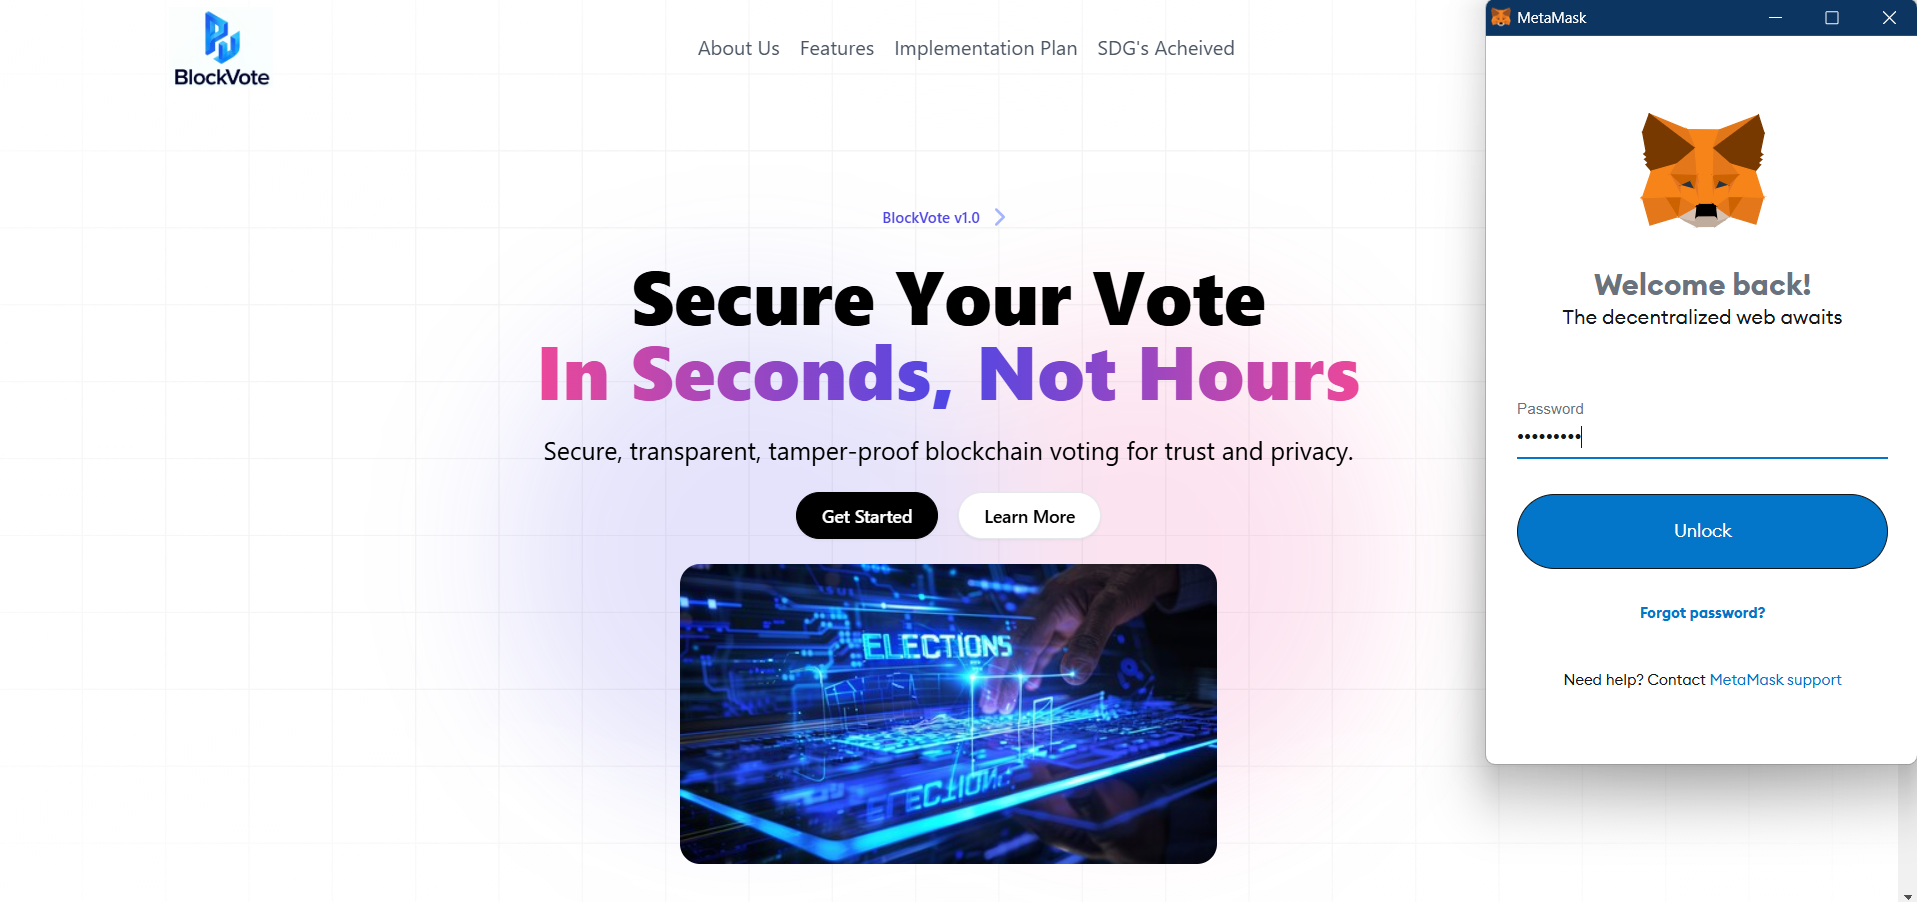 BlockVote
About Us
Features
Implementation Plan
SDG's Acheived
BlockVote v1.0
Secure Your Vote
In Seconds, Not Hours
Secure, transparent, tamper-proof blockchain voting for trust and privacy.
Get Started
Learn More
ELECTIONS
MetaMask
Welcome back!
The decentralized web awaits
Password
•••••••••
Unlock
Forgot password?
Need help? Contact MetaMask support